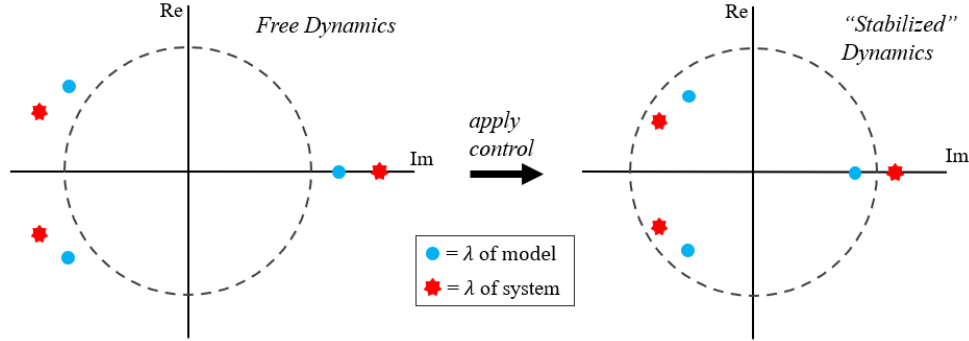 Re
Free Dynamics
Im
apply
control
Re
"Stabilized"
Dynamics
Im
= λ of model
= λ of system